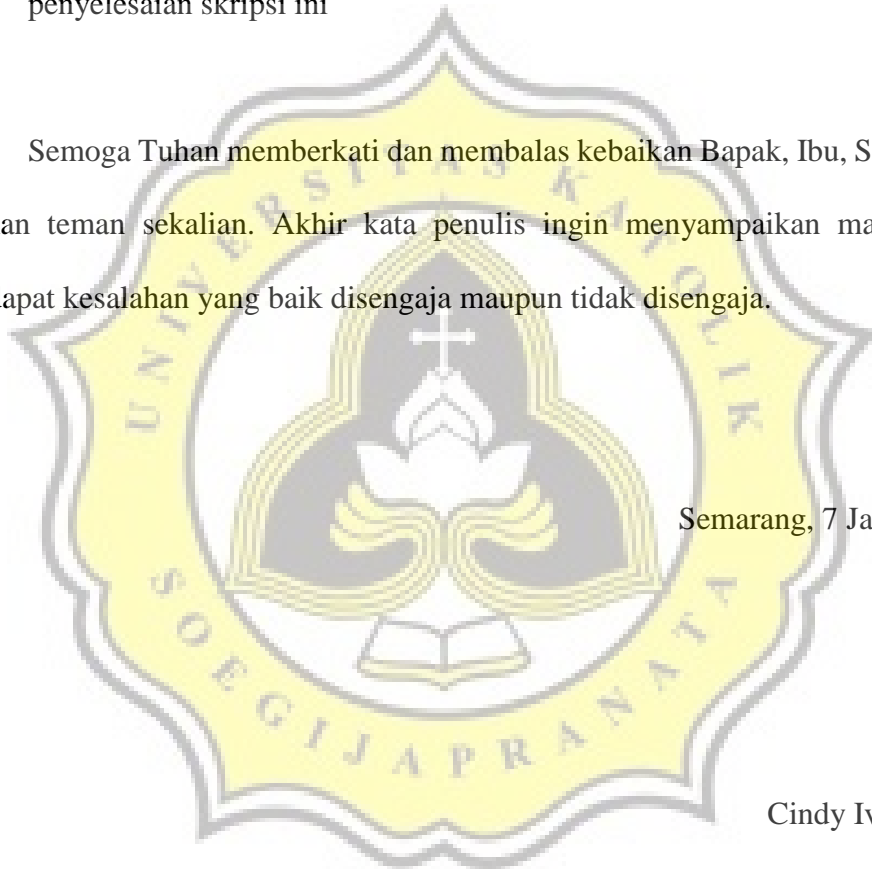 penyelesaian skripsi ini
Semoga Tuhan memberkati dan membalas kebaikan Bapak, Ibu, S
an teman sekalian. Akhir kata penulis ingin menyampaikan ma
dapat kesalahan yang baik disengaja maupun tidak disengaja.
Semarang, 7 Ja
Cindy Iv
UNIVERSITAS KATOLIK
SOEGIJAPRANATA